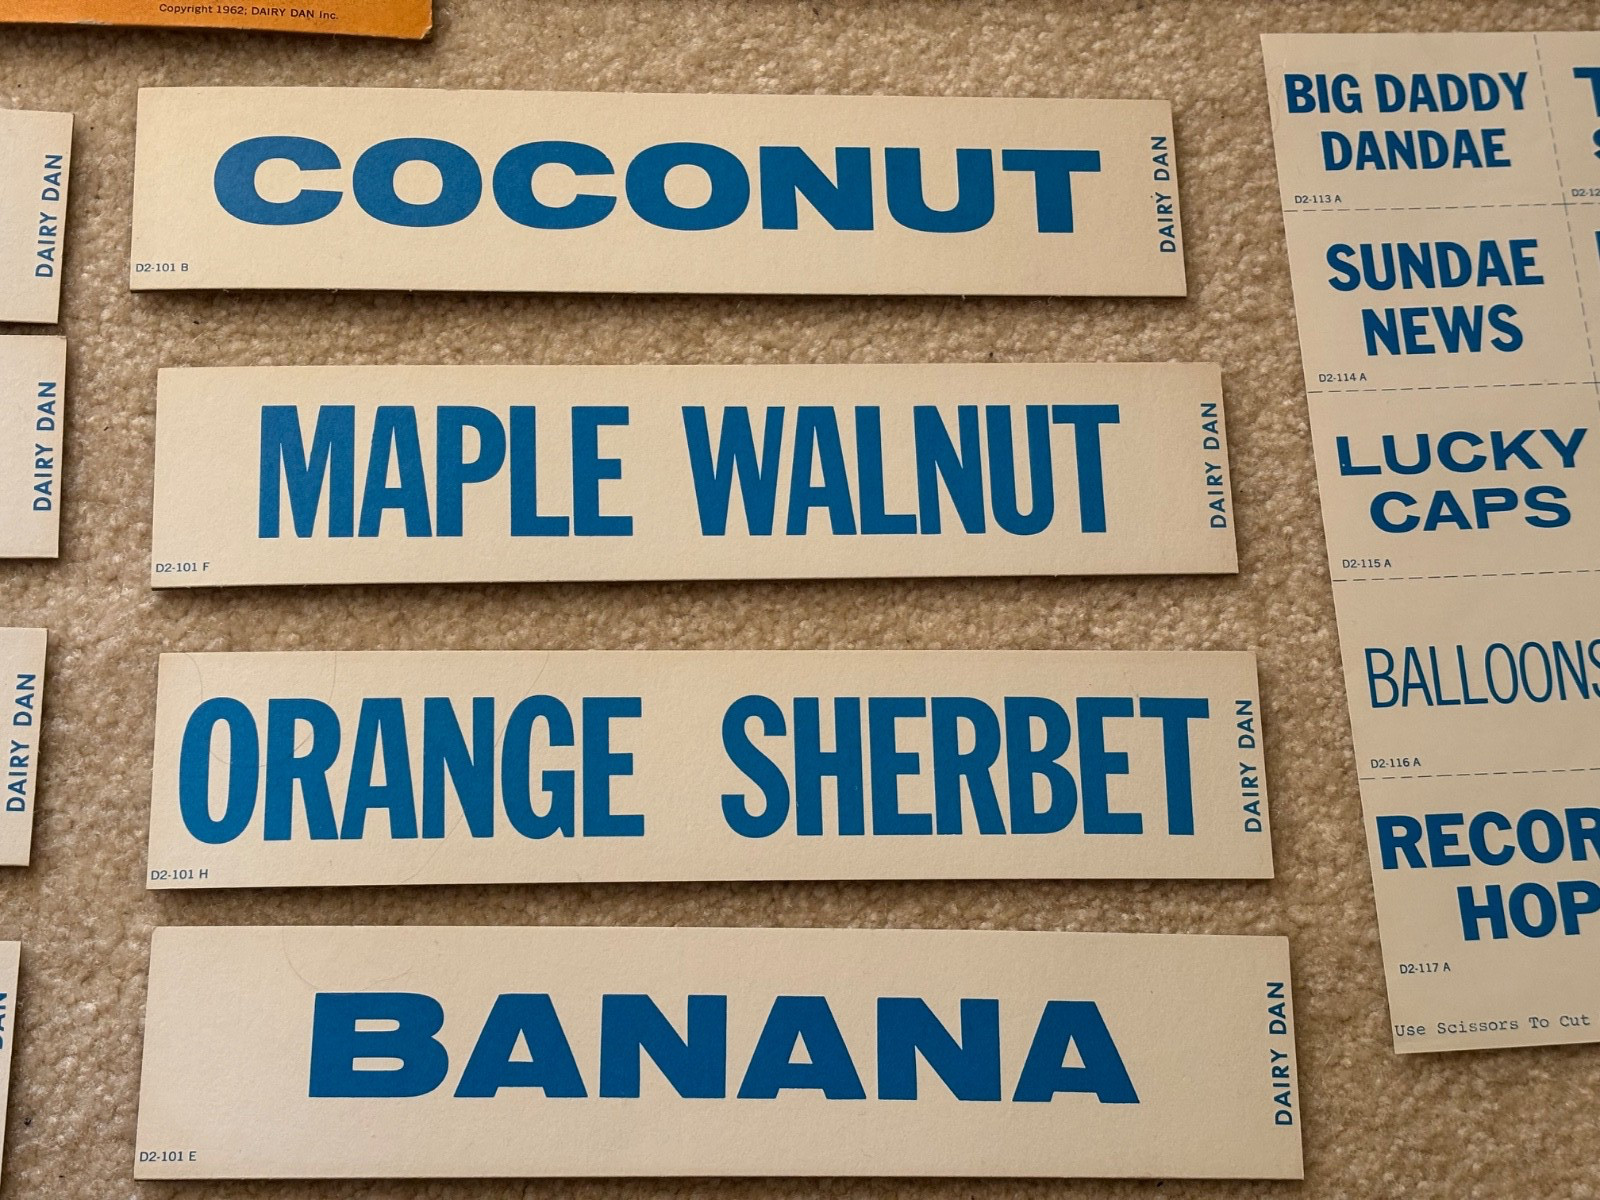 Copyright 1962; DAIRY DAN Inc.
DAIRY DAN
DAIRY DAN
DAIRY DAN
COCONUT
D2-101 B
DAIRY DAN
MAPLE WALNUT
D2-101 F
DAIRY DAN
ORANGE SHERBET
D2-101 H
DAIRY DAN
BANANA
D2-101 E
DAIRY DAN
BIG DADDY
DANDAE
D2-113 A
SUNDAE
NEWS
D2-114 A
LUCKY
CAPS
D2-115 A
BALLOONS
D2-116 A
HOP
D2-117 A
Use Scissors To Cut